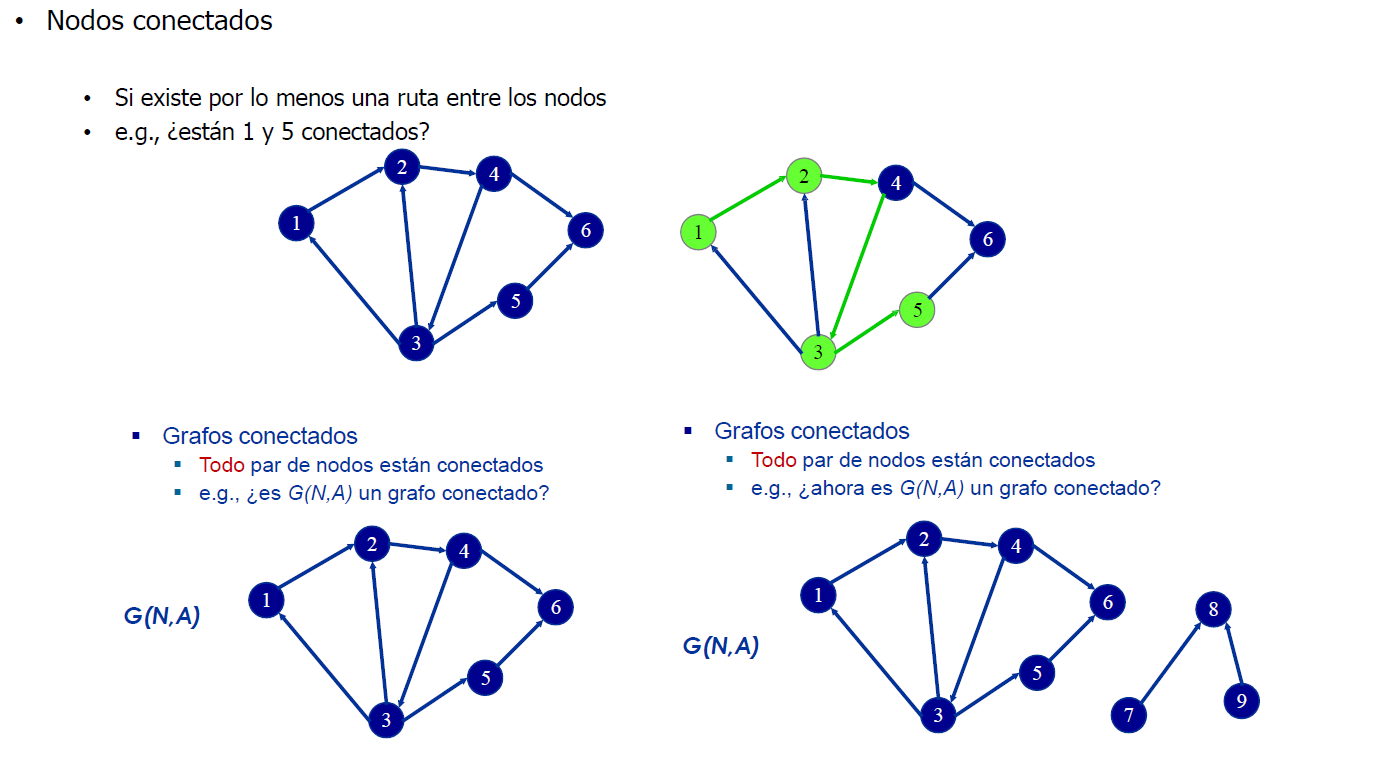 • Nodos conectados
• Si existe por lo menos una ruta entre los nodos
• e.g., ¿están 1 y 5 conectados?
2
4
1
6
5
3
2
4
1
6
5
3
▪ Grafos conectados
▪ Todo par de nodos están conectados
▪ e.g., ¿es G(N,A) un grafo conectado?
2
4
1
6
G(N,A)
5
3
▪ Grafos conectados
▪ Todo par de nodos están conectados
▪ e.g., ¿ahora es G(N,A) un grafo conectado?
2
4
1
6
8
G(N,A)
5
3
7
9